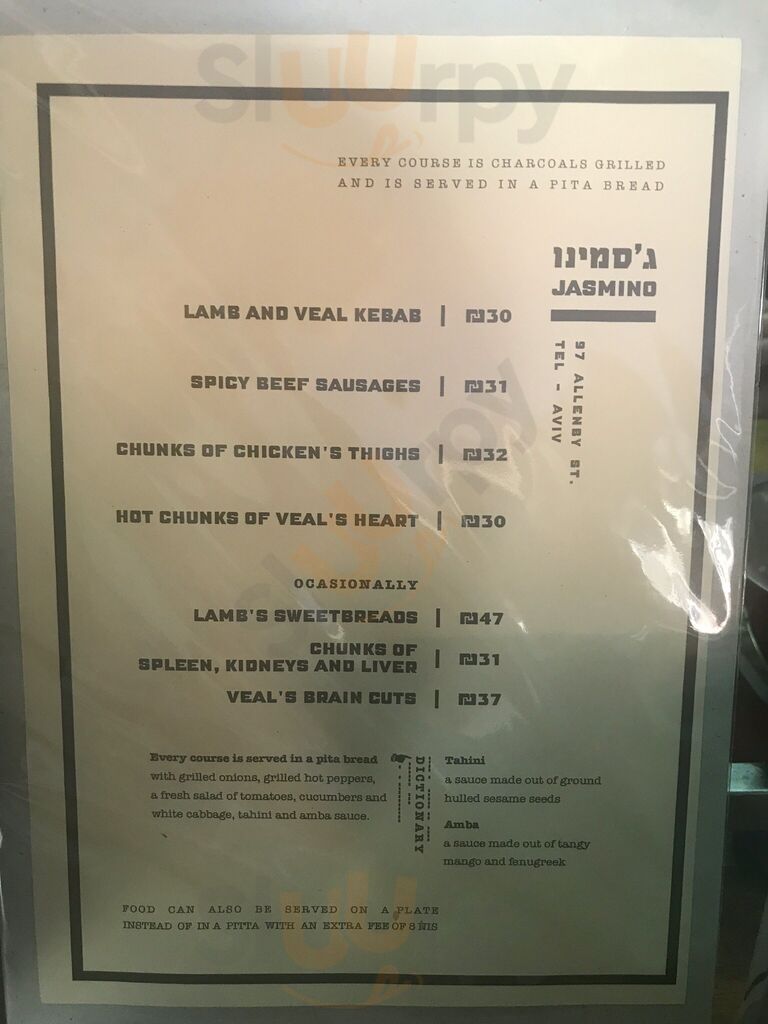 sluurpy
EVERY COURSE IS CHARCOALS GRILLED
AND IS SERVED IN A PITA BREAD
ג'סמינו
JASMINO
97 ALLENBY ST.
TEL - AVIV
LAMB AND VEAL KEBAB | ₪30
SPICY BEEF SAUSAGES | ₪31
CHUNKS OF CHICKEN'S THIGHS | ₪32
HOT CHUNKS OF VEAL'S HEART | ₪30
sluurpy
OCASIONALLY
LAMB'S SWEETBREADS | ₪47
CHUNKS OF
SPLEEN, KIDNEYS AND LIVER | ₪31
VEAL'S BRAIN CUTS | ₪37
Every course is served in a pita bread
with grilled onions, grilled hot peppers,
a fresh salad of tomatoes, cucumbers and
white cabbage, tahini and amba sauce.
DICTIONARY
Tahini
a sauce made out of ground
hulled sesame seeds
Amba
a sauce made out of tangy
mango and fenugreek
FOOD CAN ALSO BE SERVED ON A PLATE
INSTEAD OF IN A PITTA WITH AN EXTRA FEE OF 8 NIS
sluurpy